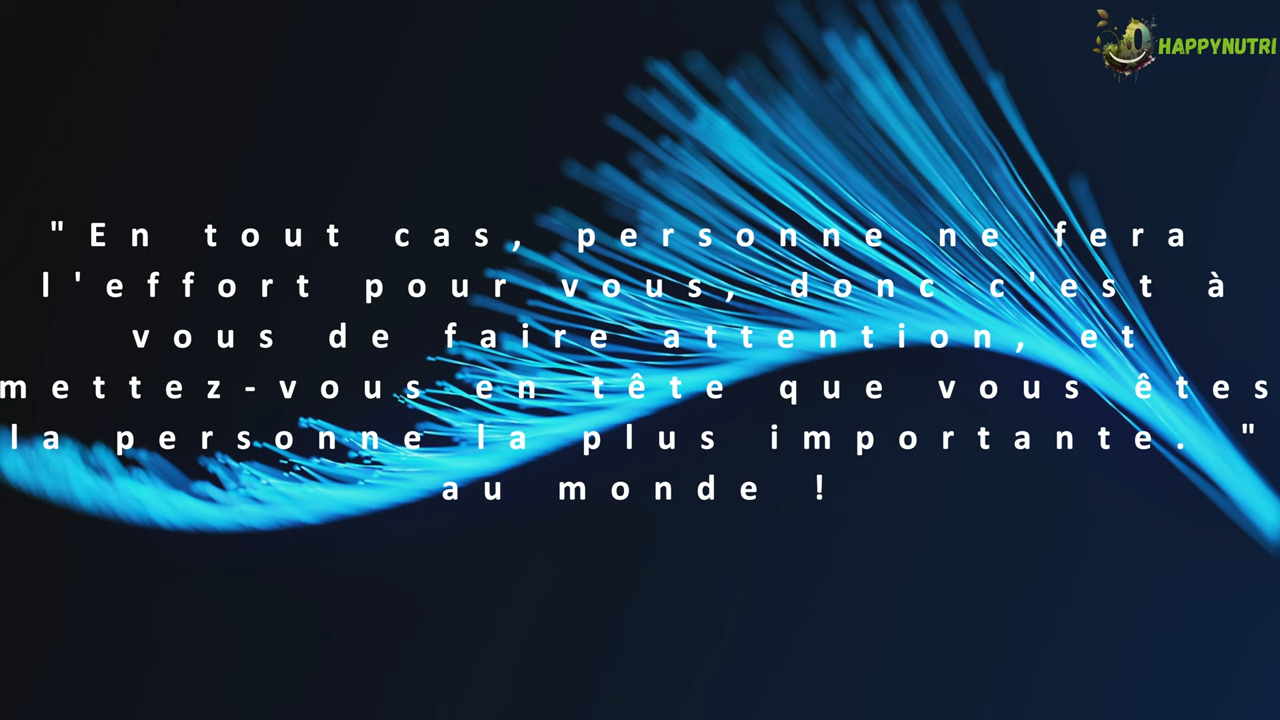 HAPPYNUTRI
"En tout cas, personne ne fera
l'effort pour vous, donc c'est à
vous de faire attention, et
mettez-vous en tête que vous êtes
la personne la plus importante. "
au monde !